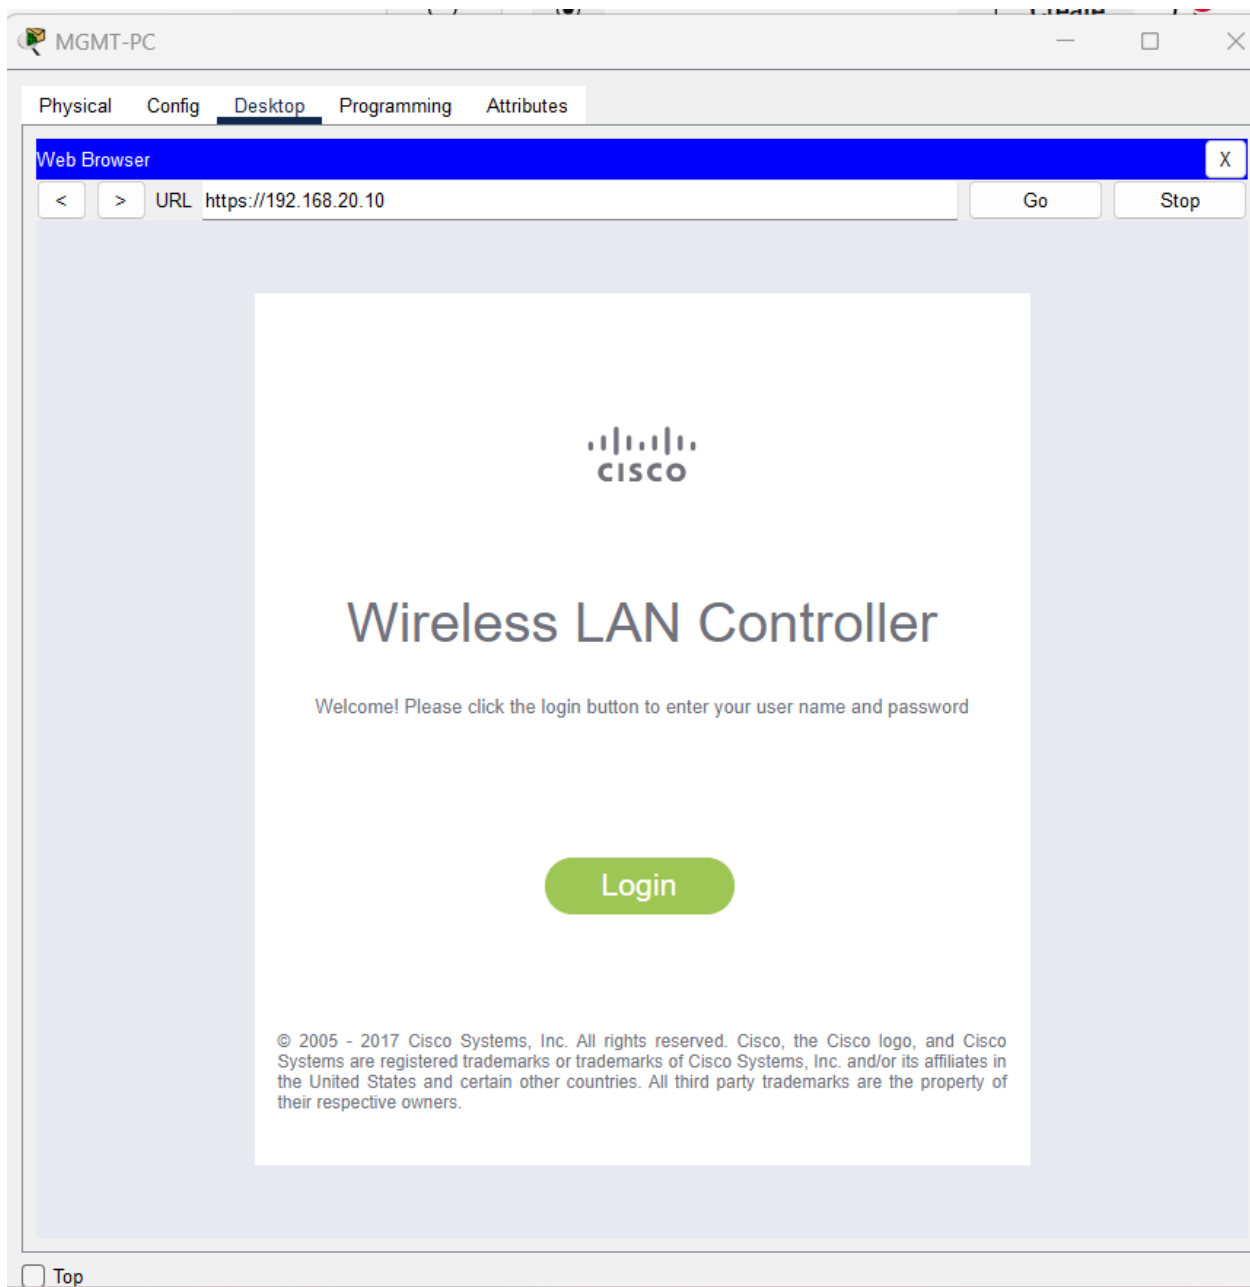 Create
MGMT-PC
Physical Config Desktop Programming Attributes
Web Browser X
< > URL https://192.168.20.10 Go Stop
CISCO
Wireless LAN Controller
Welcome! Please click the login button to enter your user name and password
Login
© 2005 - 2017 Cisco Systems, Inc. All rights reserved. Cisco, the Cisco logo, and Cisco
Systems are registered trademarks or trademarks of Cisco Systems, Inc. and/or its affiliates in
the United States and certain other countries. All third party trademarks are the property of
their respective owners.
Top